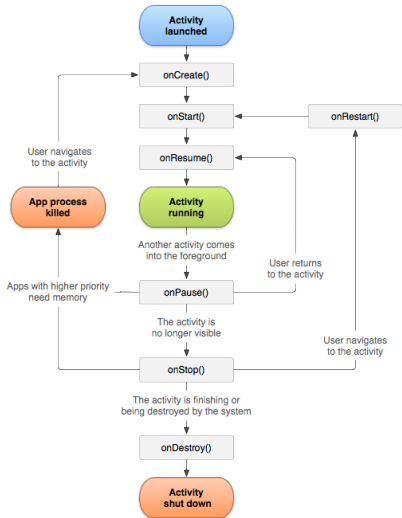 Activity
launched
onCreate()
onStart()
onRestart()
User navigates
to the activity
onResume()
App process
killed
Activity
running
Another activity comes
into the foreground
User returns
to the activity
Apps with higher priority
need memory
onPause()
The activity is
no longer visible
User navigates
to the activity
onStop()
The activity is finishing or
being destroyed by the system
onDestroy()
Activity
shut down